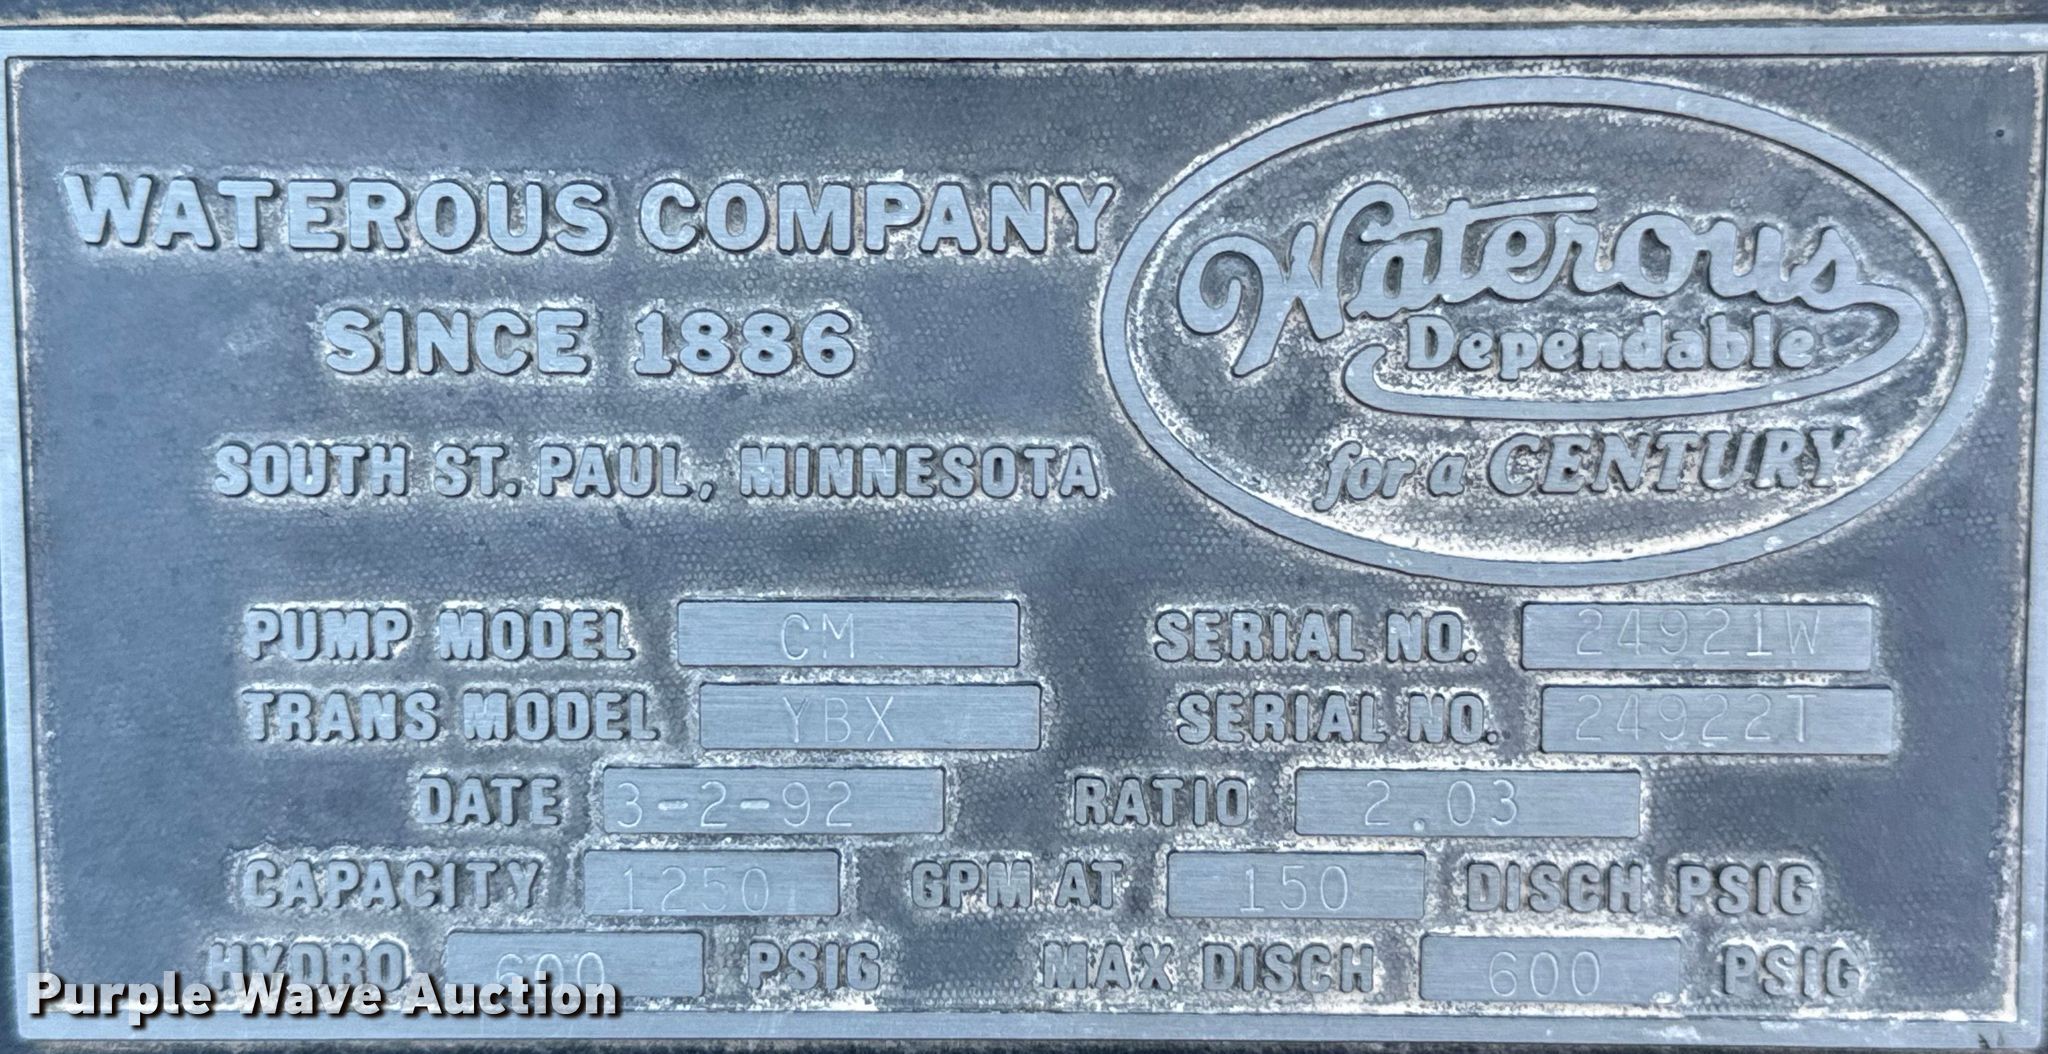 WATEROUS COMPANY
SINCE 1886
SOUTH ST. PAUL, MINNESOTA
Waterous
Dependable
for a CENTURY
PUMP MODEL CM SERIAL NO. 24921W
TRANS MODEL YBX SERIAL NO. 24922T
DATE 3-2-92 RATIO 2.03
CAPACITY 1250 GPM AT 150 DISCH PSIG
HYDRO 600 PSIG MAX DISCH 600 PSIG
Purple Wave Auction